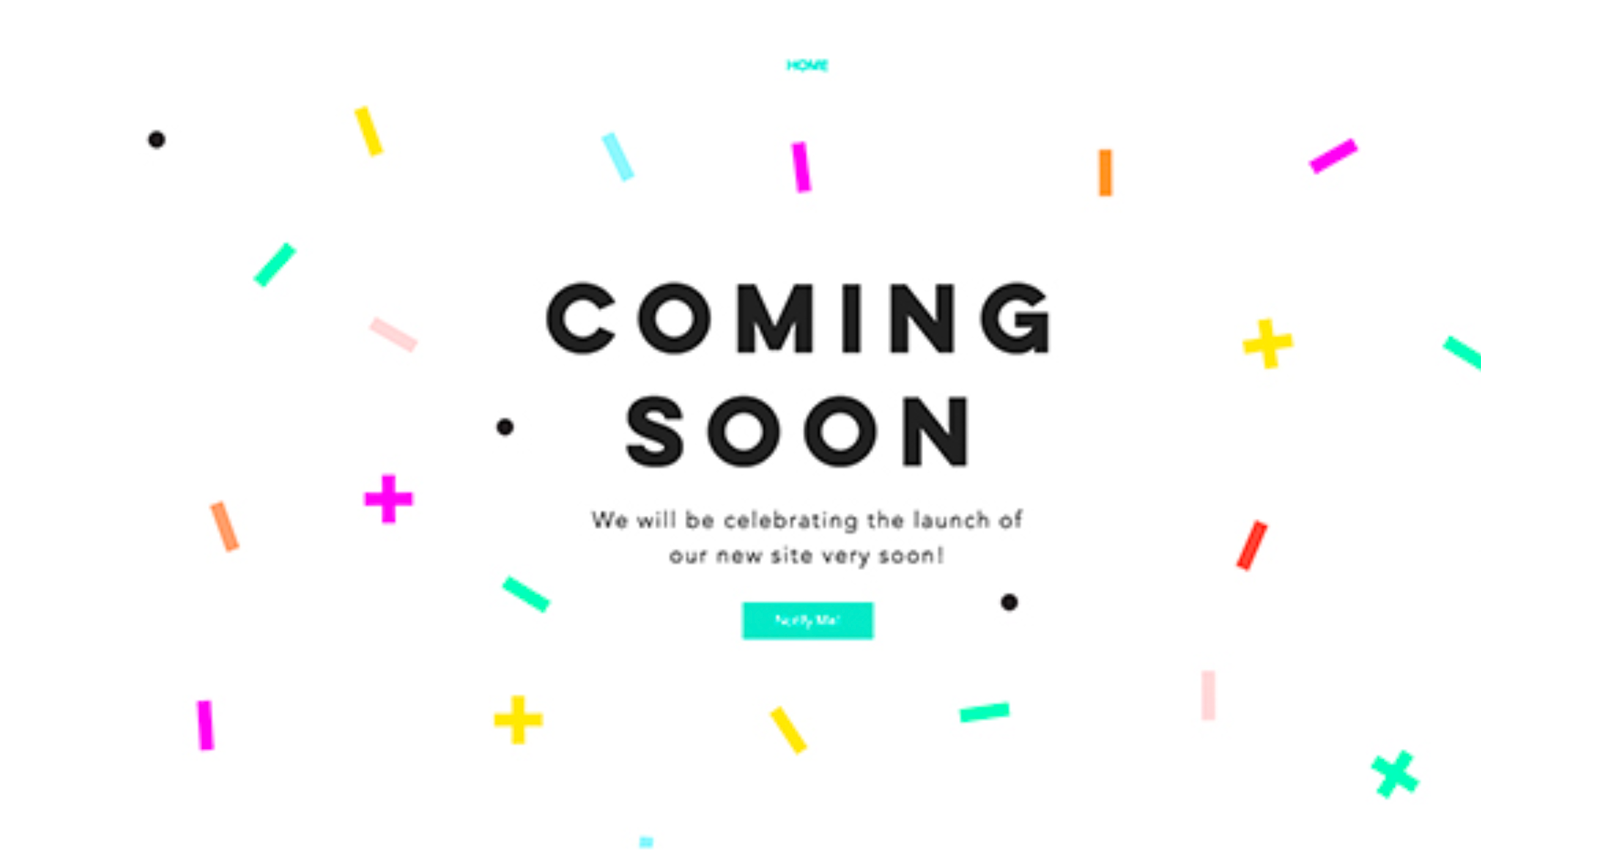 HOME
COMING
SOON
We will be celebrating the launch of
our new site very soon!
Notify Me!